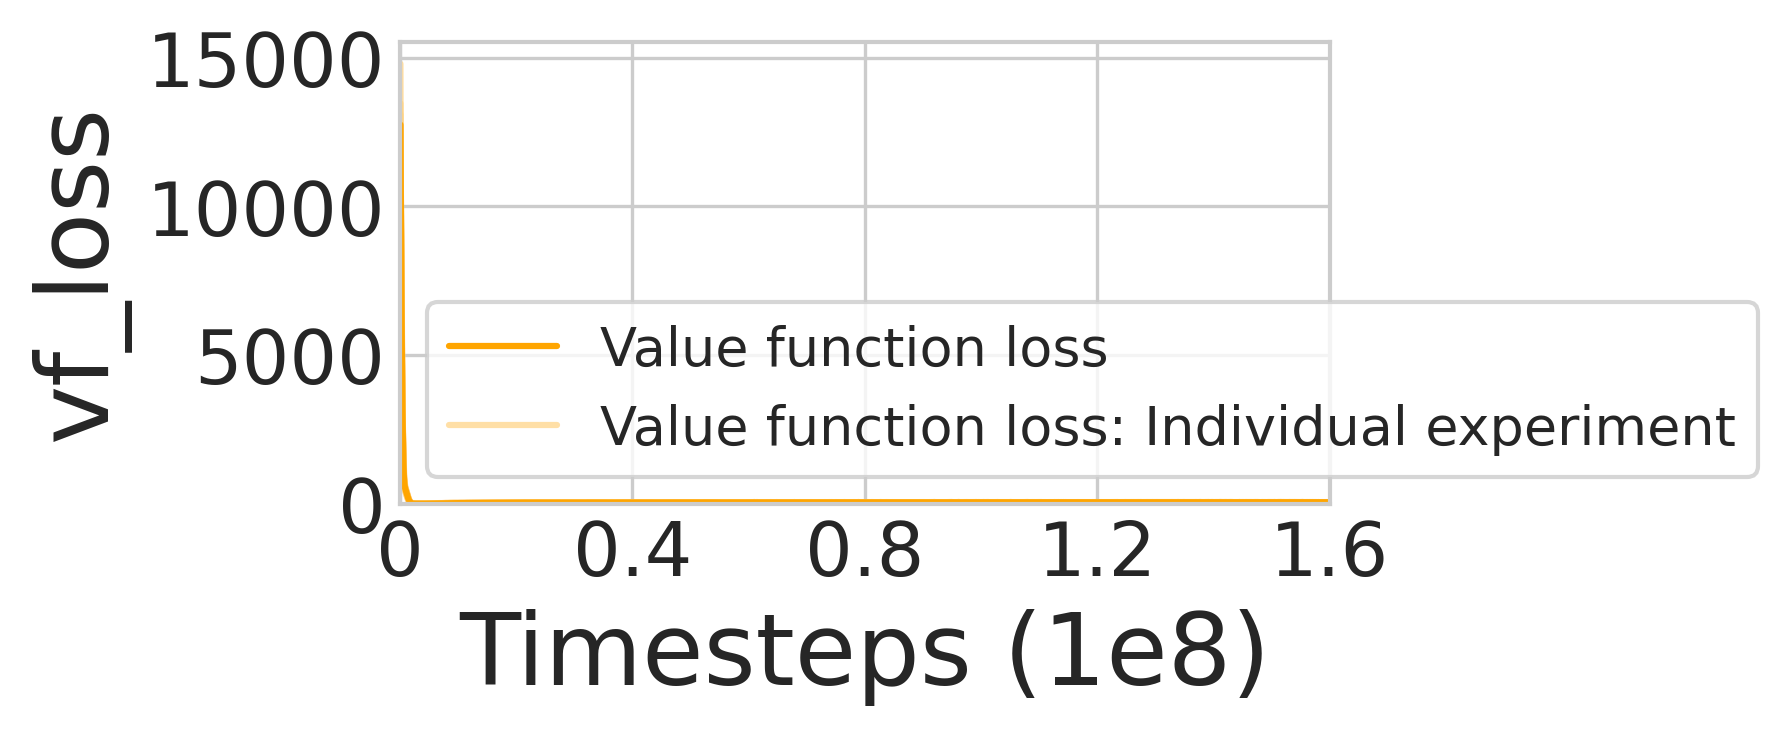 vf_loss
15000
10000
5000
0
Value function loss
Value function loss: Individual experiment
0 0.4 0.8 1.2 1.6
Timesteps (1e8)